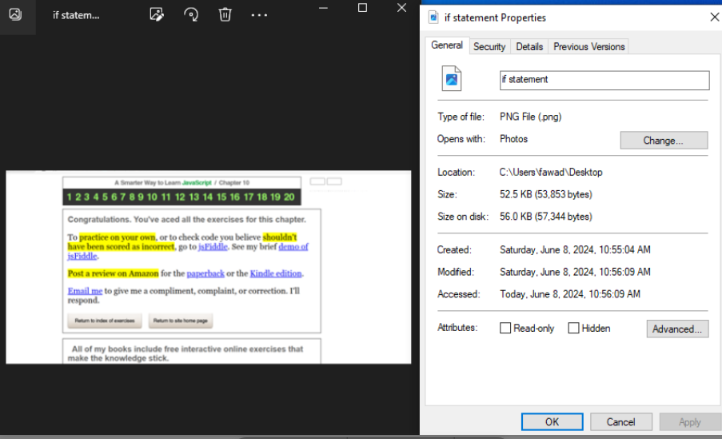 if statem...
A Smarter Way to Learn JavaScript / Chapter 10
1 2 3 4 5 6 7 8 9 10 11 12 13 14 15 16 17 18 19 20
Congratulations. You've aced all the exercises for this chapter.
To practice on your own, or to check code you believe shouldn't
have been scored as incorrect, go to jsFiddle. See my brief demo of
jsFiddle.
Post a review on Amazon for the paperback or the Kindle edition.
Email me to give me a compliment, complaint, or correction. I'll
respond.
Return to index of exercises Return to site home page
All of my books include free interactive online exercises that
make the knowledge stick.
if statement Properties
General Security Details Previous Versions
if statement
Type of file: PNG File (.png)
Opens with: Photos Change...
Location: C:\Users\fawad\Desktop
Size: 52.5 KB (53,853 bytes)
Size on disk: 56.0 KB (57,344 bytes)
Created: Saturday, June 8, 2024, 10:55:04 AM
Modified: Saturday, June 8, 2024, 10:56:09 AM
Accessed: Today, June 8, 2024, 10:56:09 AM
Attributes: Read-only Hidden Advanced...
OK Cancel Apply